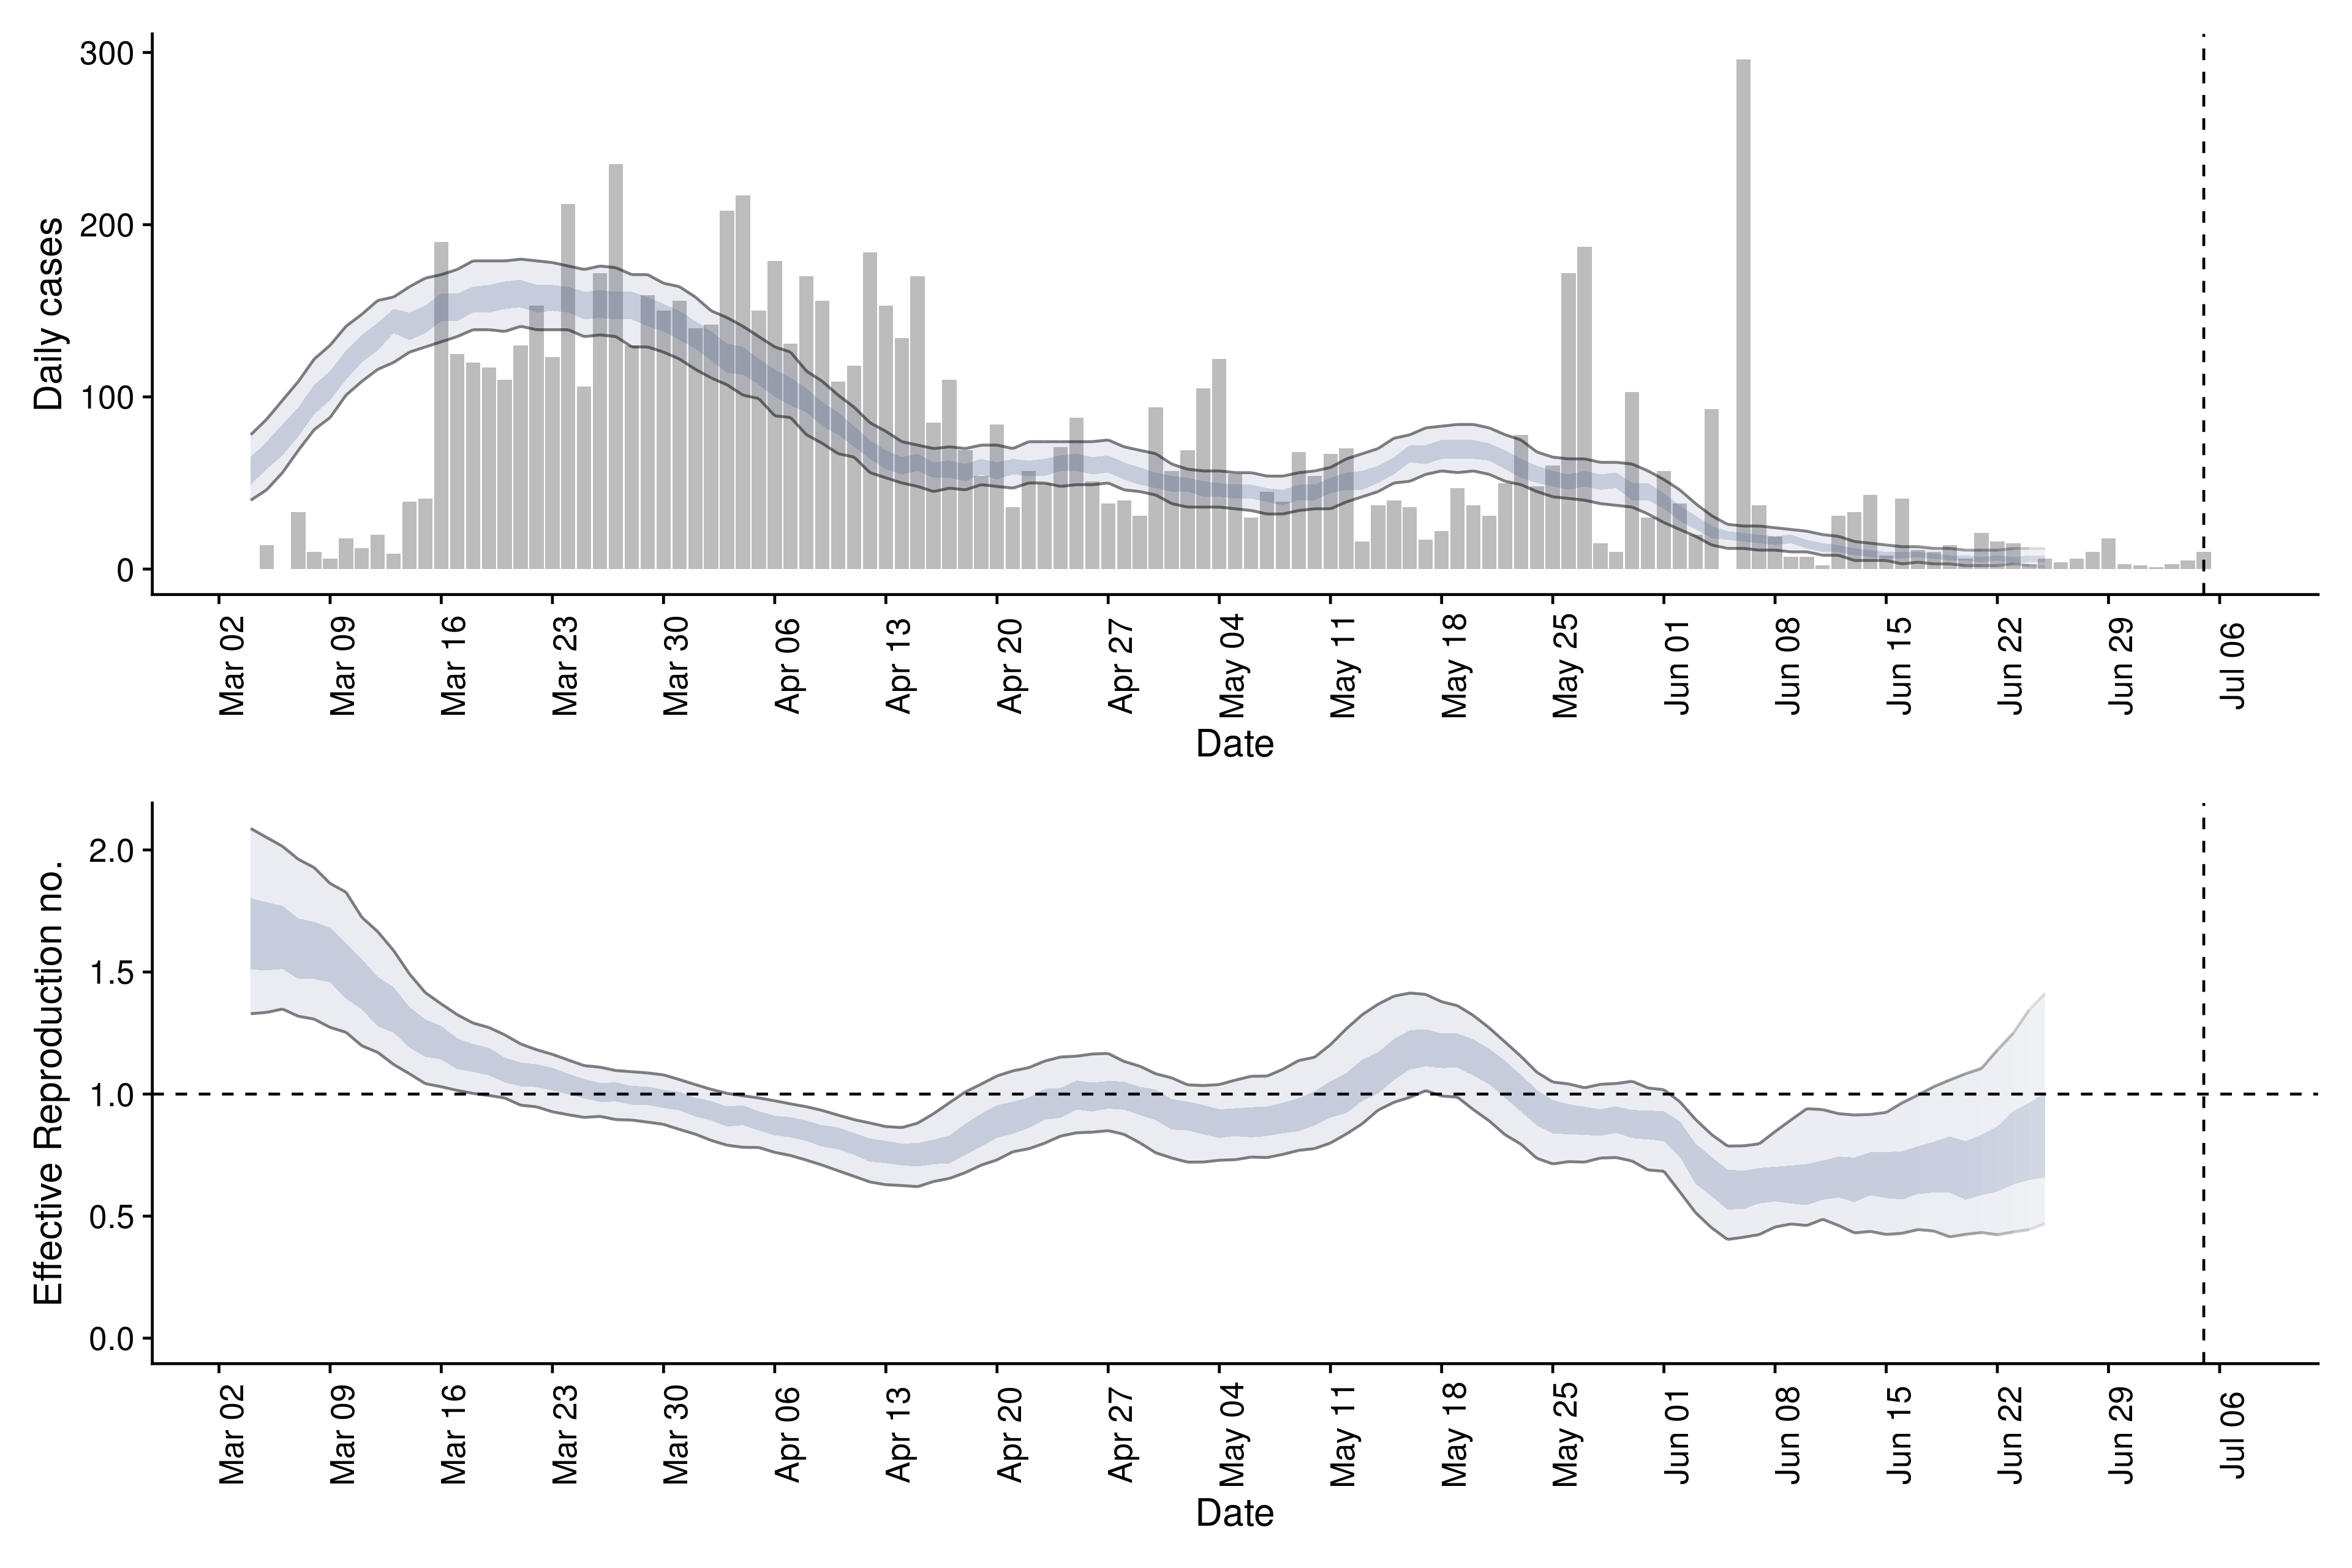 300
200
100
0
Daily cases
Mar 02
Mar 09
Mar 16
Mar 23
Mar 30
Apr 06
Apr 13
Apr 20
Apr 27
May 04
May 11
May 18
May 25
Jun 01
Jun 08
Jun 15
Jun 22
Jun 29
Jul 06
Date
2.0
1.5
1.0
0.5
0.0
Effective Reproduction no.
Mar 02
Mar 09
Mar 16
Mar 23
Mar 30
Apr 06
Apr 13
Apr 20
Apr 27
May 04
May 11
May 18
May 25
Jun 01
Jun 08
Jun 15
Jun 22
Jun 29
Jul 06
Date